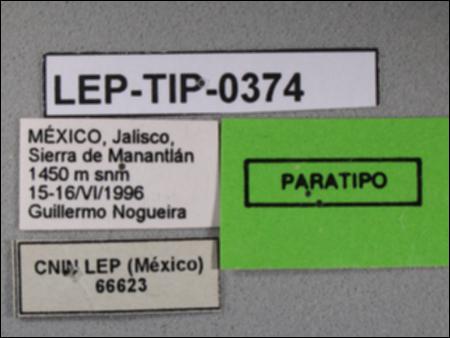 LEP-TIP-0374
MÉXICO, Jalisco,
Sierra de Manantlán
1450 m snm
15-16/VI/1996
Guillermo Nogueira
PARATIPO
CNIN LEP (México)
66623